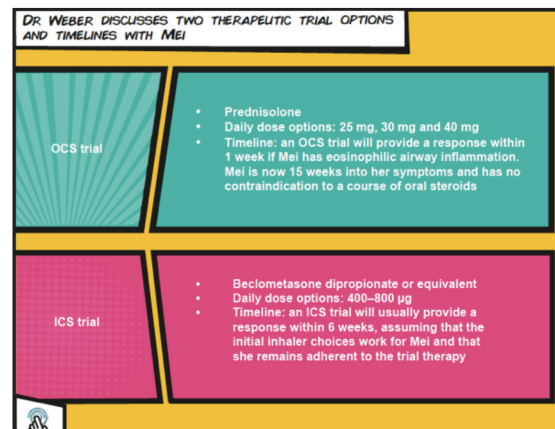 DR WEBER DISCUSSES TWO THERAPEUTIC TRIAL OPTIONS
AND TIMELINES WITH MEI
OCS trial
• Prednisolone
• Daily dose options: 25 mg, 30 mg and 40 mg
• Timeline: an OCS trial will provide a response within
1 week if Mei has eosinophilic airway inflammation.
Mei is now 15 weeks into her symptoms and has no
contraindication to a course of oral steroids
ICS trial
• Beclometasone dipropionate or equivalent
• Daily dose options: 400–800 µg
• Timeline: an ICS trial will usually provide a
response within 6 weeks, assuming that the
initial inhaler choices work for Mei and that
she remains adherent to the trial therapy